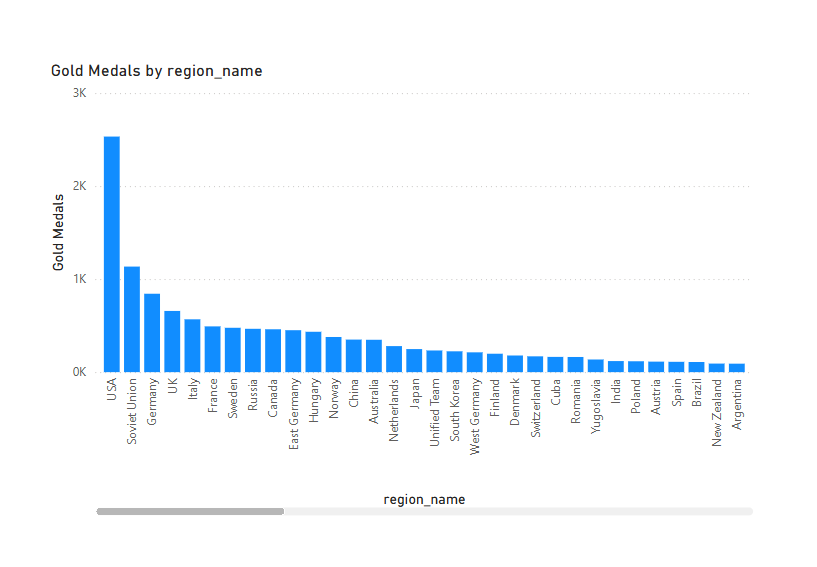 Gold Medals by region_name
3K
2K
1K
0K
Gold Medals
USA
Soviet Union
Germany
UK
Italy
France
Sweden
Russia
Canada
East Germany
Hungary
Norway
China
Australia
Netherlands
Japan
Unified Team
South Korea
West Germany
Finland
Denmark
Switzerland
Cuba
Romania
Yugoslavia
India
Poland
Austria
Spain
Brazil
New Zealand
Argentina
region_name